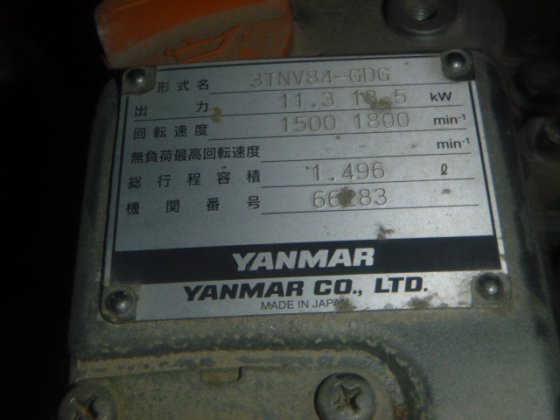 形式名 3TNV84-GDG
出力 11.3 13.5 kW
回転速度 1500 1800 min⁻¹
無負荷最高回転速度 min⁻¹
総行程容積 1.496 ℓ
機関番号 66283
YANMAR
YANMAR CO., LTD.
MADE IN JAPAN